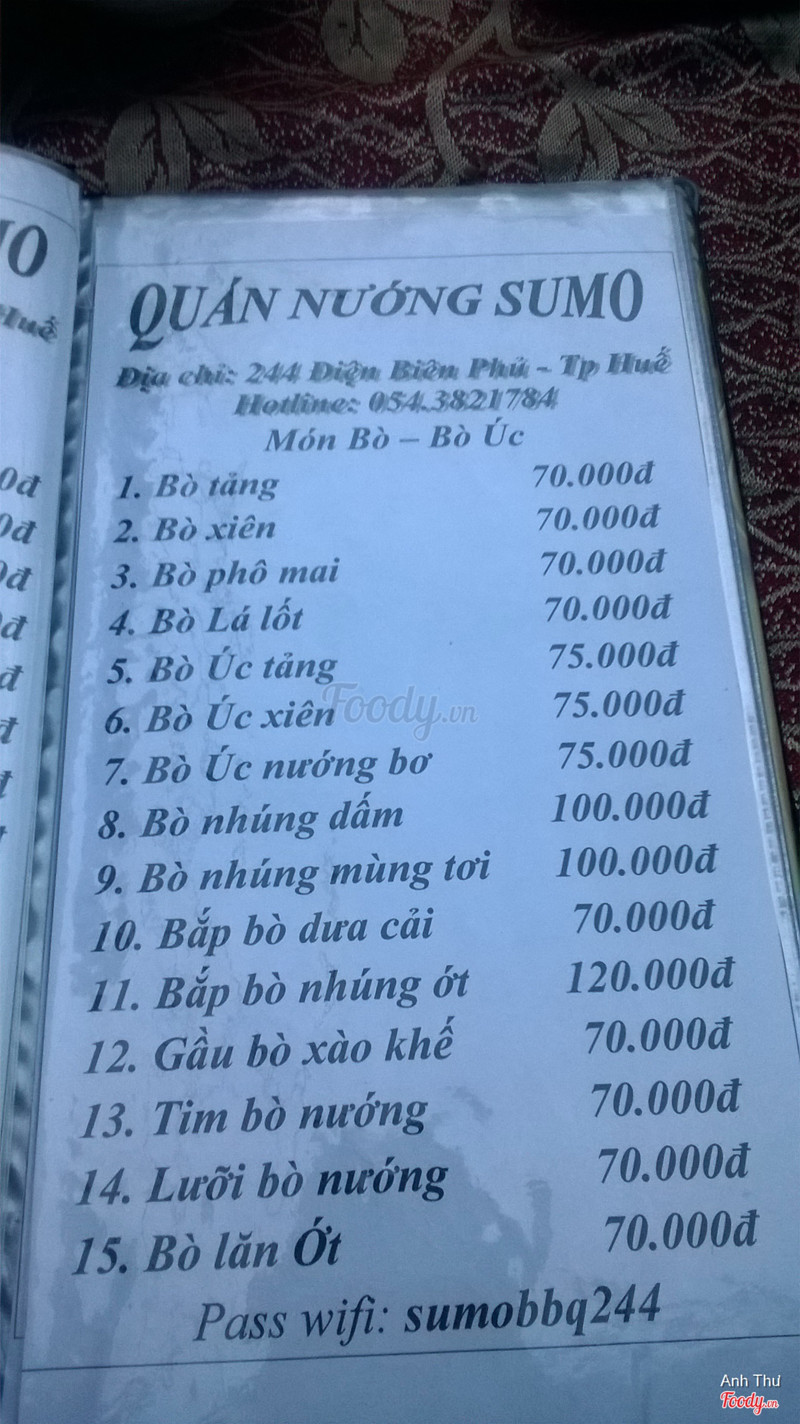 QUÁN NƯỚNG SUMO
Địa chỉ: 244 Điện Biên Phủ - Tp Huế
Hotline: 054.3821784
Món Bò – Bò Úc
1. Bò tảng 70.000đ
2. Bò xiên 70.000đ
3. Bò phô mai 70.000đ
4. Bò Lá lốt 70.000đ
5. Bò Úc tảng 75.000đ
6. Bò Úc xiên 75.000đ
7. Bò Úc nướng bơ 75.000đ
8. Bò nhúng dấm 100.000đ
9. Bò nhúng mùng tơi 100.000đ
10. Bắp bò dưa cải 70.000đ
11. Bắp bò nhúng ớt 120.000đ
12. Gầu bò xào khế 70.000đ
13. Tim bò nướng 70.000đ
14. Lưỡi bò nướng 70.000đ
15. Bò lăn Ớt 70.000đ
Pass wifi: sumobbq244
Huế
Foody.vn
Anh Thư
Foody.vn